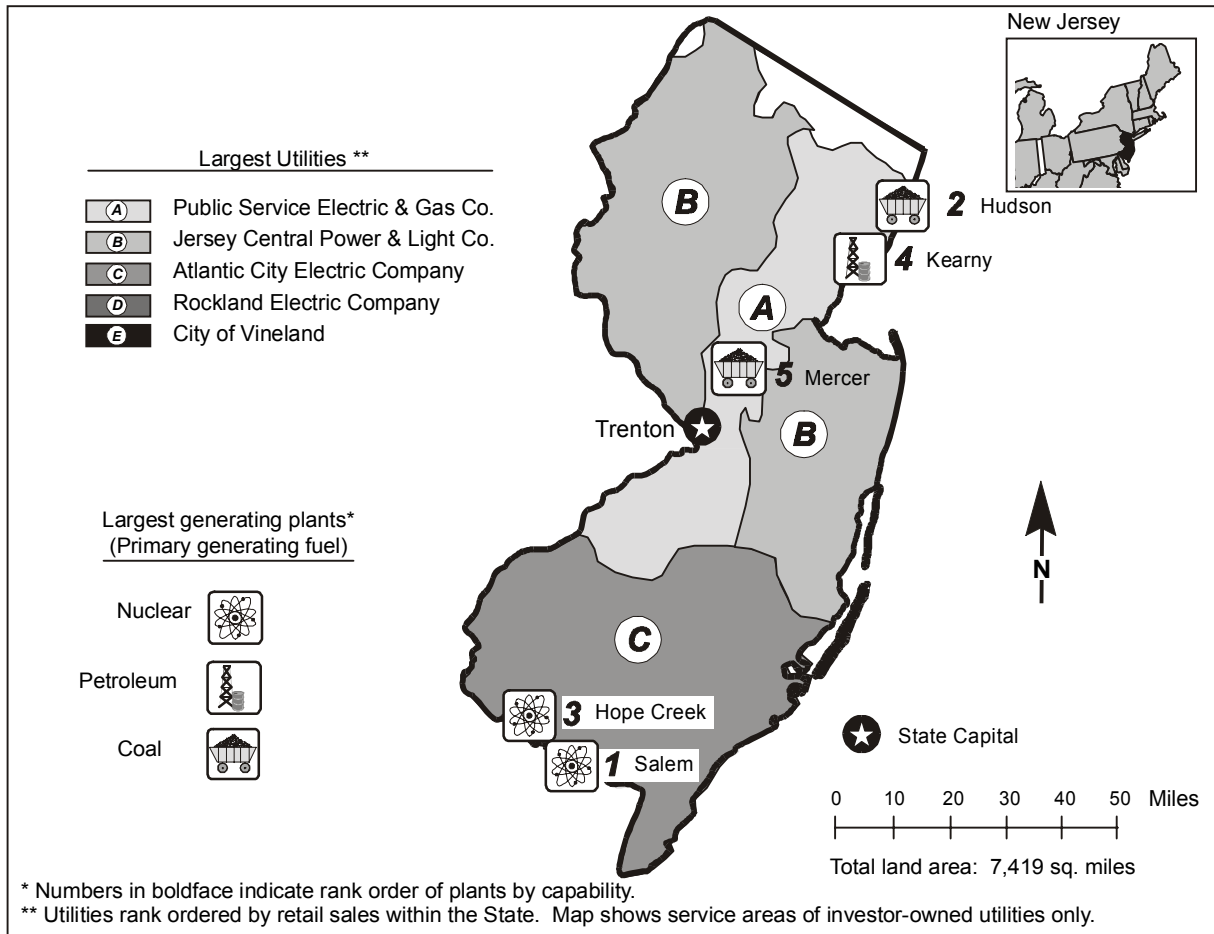 New Jersey
Largest Utilities **
A Public Service Electric & Gas Co.
B Jersey Central Power & Light Co.
C Atlantic City Electric Company
D Rockland Electric Company
E City of Vineland
B
2 Hudson
4 Kearny
A
5 Mercer
Trenton
B
Largest generating plants*
(Primary generating fuel)
N
Nuclear
C
Petroleum
3 Hope Creek
State Capital
Coal
1 Salem
0 10 20 30 40 50 Miles
Total land area: 7,419 sq. miles
* Numbers in boldface indicate rank order of plants by capability.
** Utilities rank ordered by retail sales within the State. Map shows service areas of investor-owned utilities only.